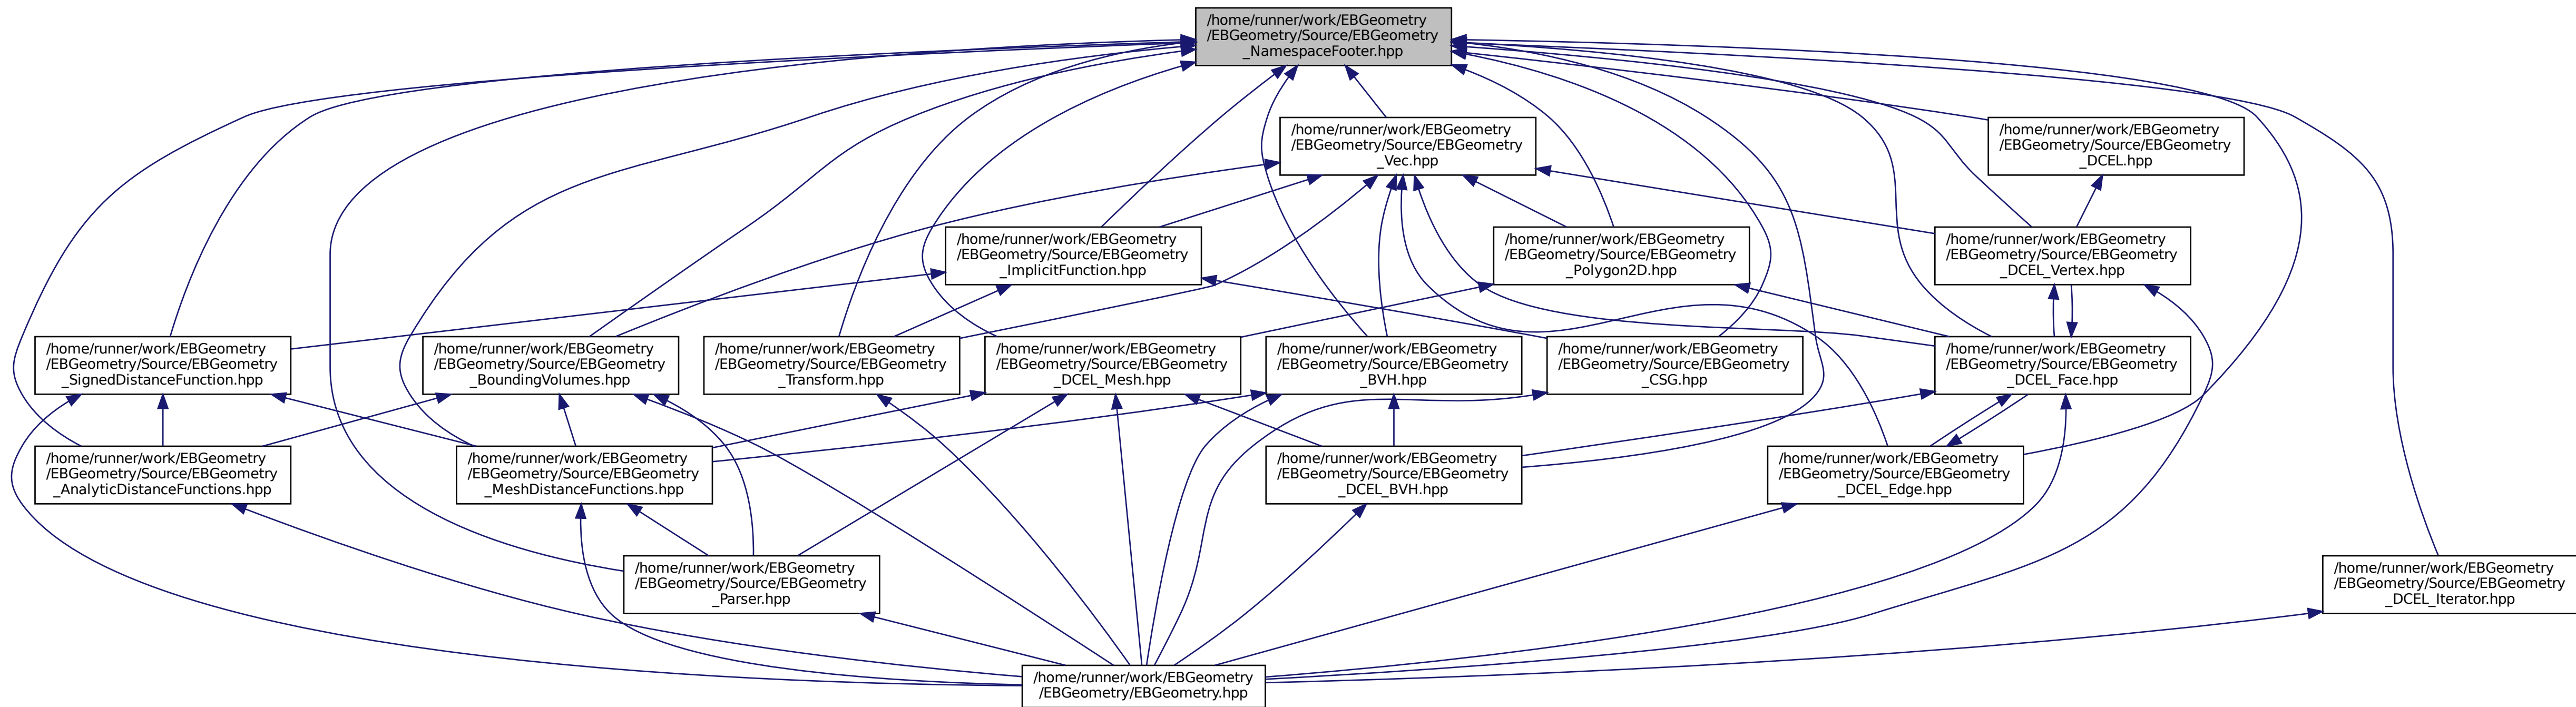 /home/runner/work/EBGeometry
/EBGeometry/Source/EBGeometry
_NamespaceFooter.hpp
/home/runner/work/EBGeometry
/EBGeometry/Source/EBGeometry
_Vec.hpp
/home/runner/work/EBGeometry
/EBGeometry/Source/EBGeometry
_DCEL.hpp
/home/runner/work/EBGeometry
/EBGeometry/Source/EBGeometry
_ImplicitFunction.hpp
/home/runner/work/EBGeometry
/EBGeometry/Source/EBGeometry
_Polygon2D.hpp
/home/runner/work/EBGeometry
/EBGeometry/Source/EBGeometry
_DCEL_Vertex.hpp
/home/runner/work/EBGeometry
/EBGeometry/Source/EBGeometry
_SignedDistanceFunction.hpp
/home/runner/work/EBGeometry
/EBGeometry/Source/EBGeometry
_BoundingVolumes.hpp
/home/runner/work/EBGeometry
/EBGeometry/Source/EBGeometry
_Transform.hpp
/home/runner/work/EBGeometry
/EBGeometry/Source/EBGeometry
_DCEL_Mesh.hpp
/home/runner/work/EBGeometry
/EBGeometry/Source/EBGeometry
_BVH.hpp
/home/runner/work/EBGeometry
/EBGeometry/Source/EBGeometry
_CSG.hpp
/home/runner/work/EBGeometry
/EBGeometry/Source/EBGeometry
_DCEL_Face.hpp
/home/runner/work/EBGeometry
/EBGeometry/Source/EBGeometry
_AnalyticDistanceFunctions.hpp
/home/runner/work/EBGeometry
/EBGeometry/Source/EBGeometry
_MeshDistanceFunctions.hpp
/home/runner/work/EBGeometry
/EBGeometry/Source/EBGeometry
_DCEL_BVH.hpp
/home/runner/work/EBGeometry
/EBGeometry/Source/EBGeometry
_DCEL_Edge.hpp
/home/runner/work/EBGeometry
/EBGeometry/Source/EBGeometry
_Parser.hpp
/home/runner/work/EBGeometry
/EBGeometry/Source/EBGeometry
_DCEL_Iterator.hpp
/home/runner/work/EBGeometry
/EBGeometry/EBGeometry.hpp